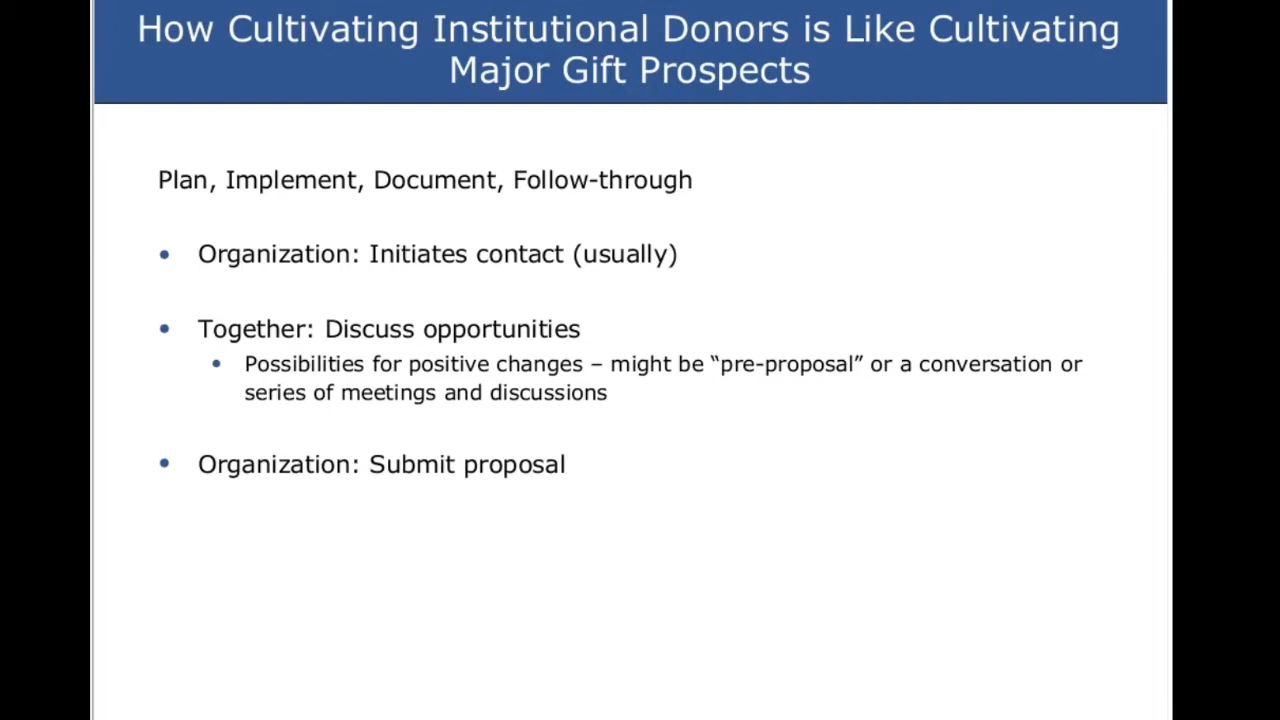 How Cultivating Institutional Donors is Like Cultivating
Major Gift Prospects
Plan, Implement, Document, Follow-through
• Organization: Initiates contact (usually)
• Together: Discuss opportunities
• Possibilities for positive changes – might be “pre-proposal” or a conversation or
series of meetings and discussions
• Organization: Submit proposal